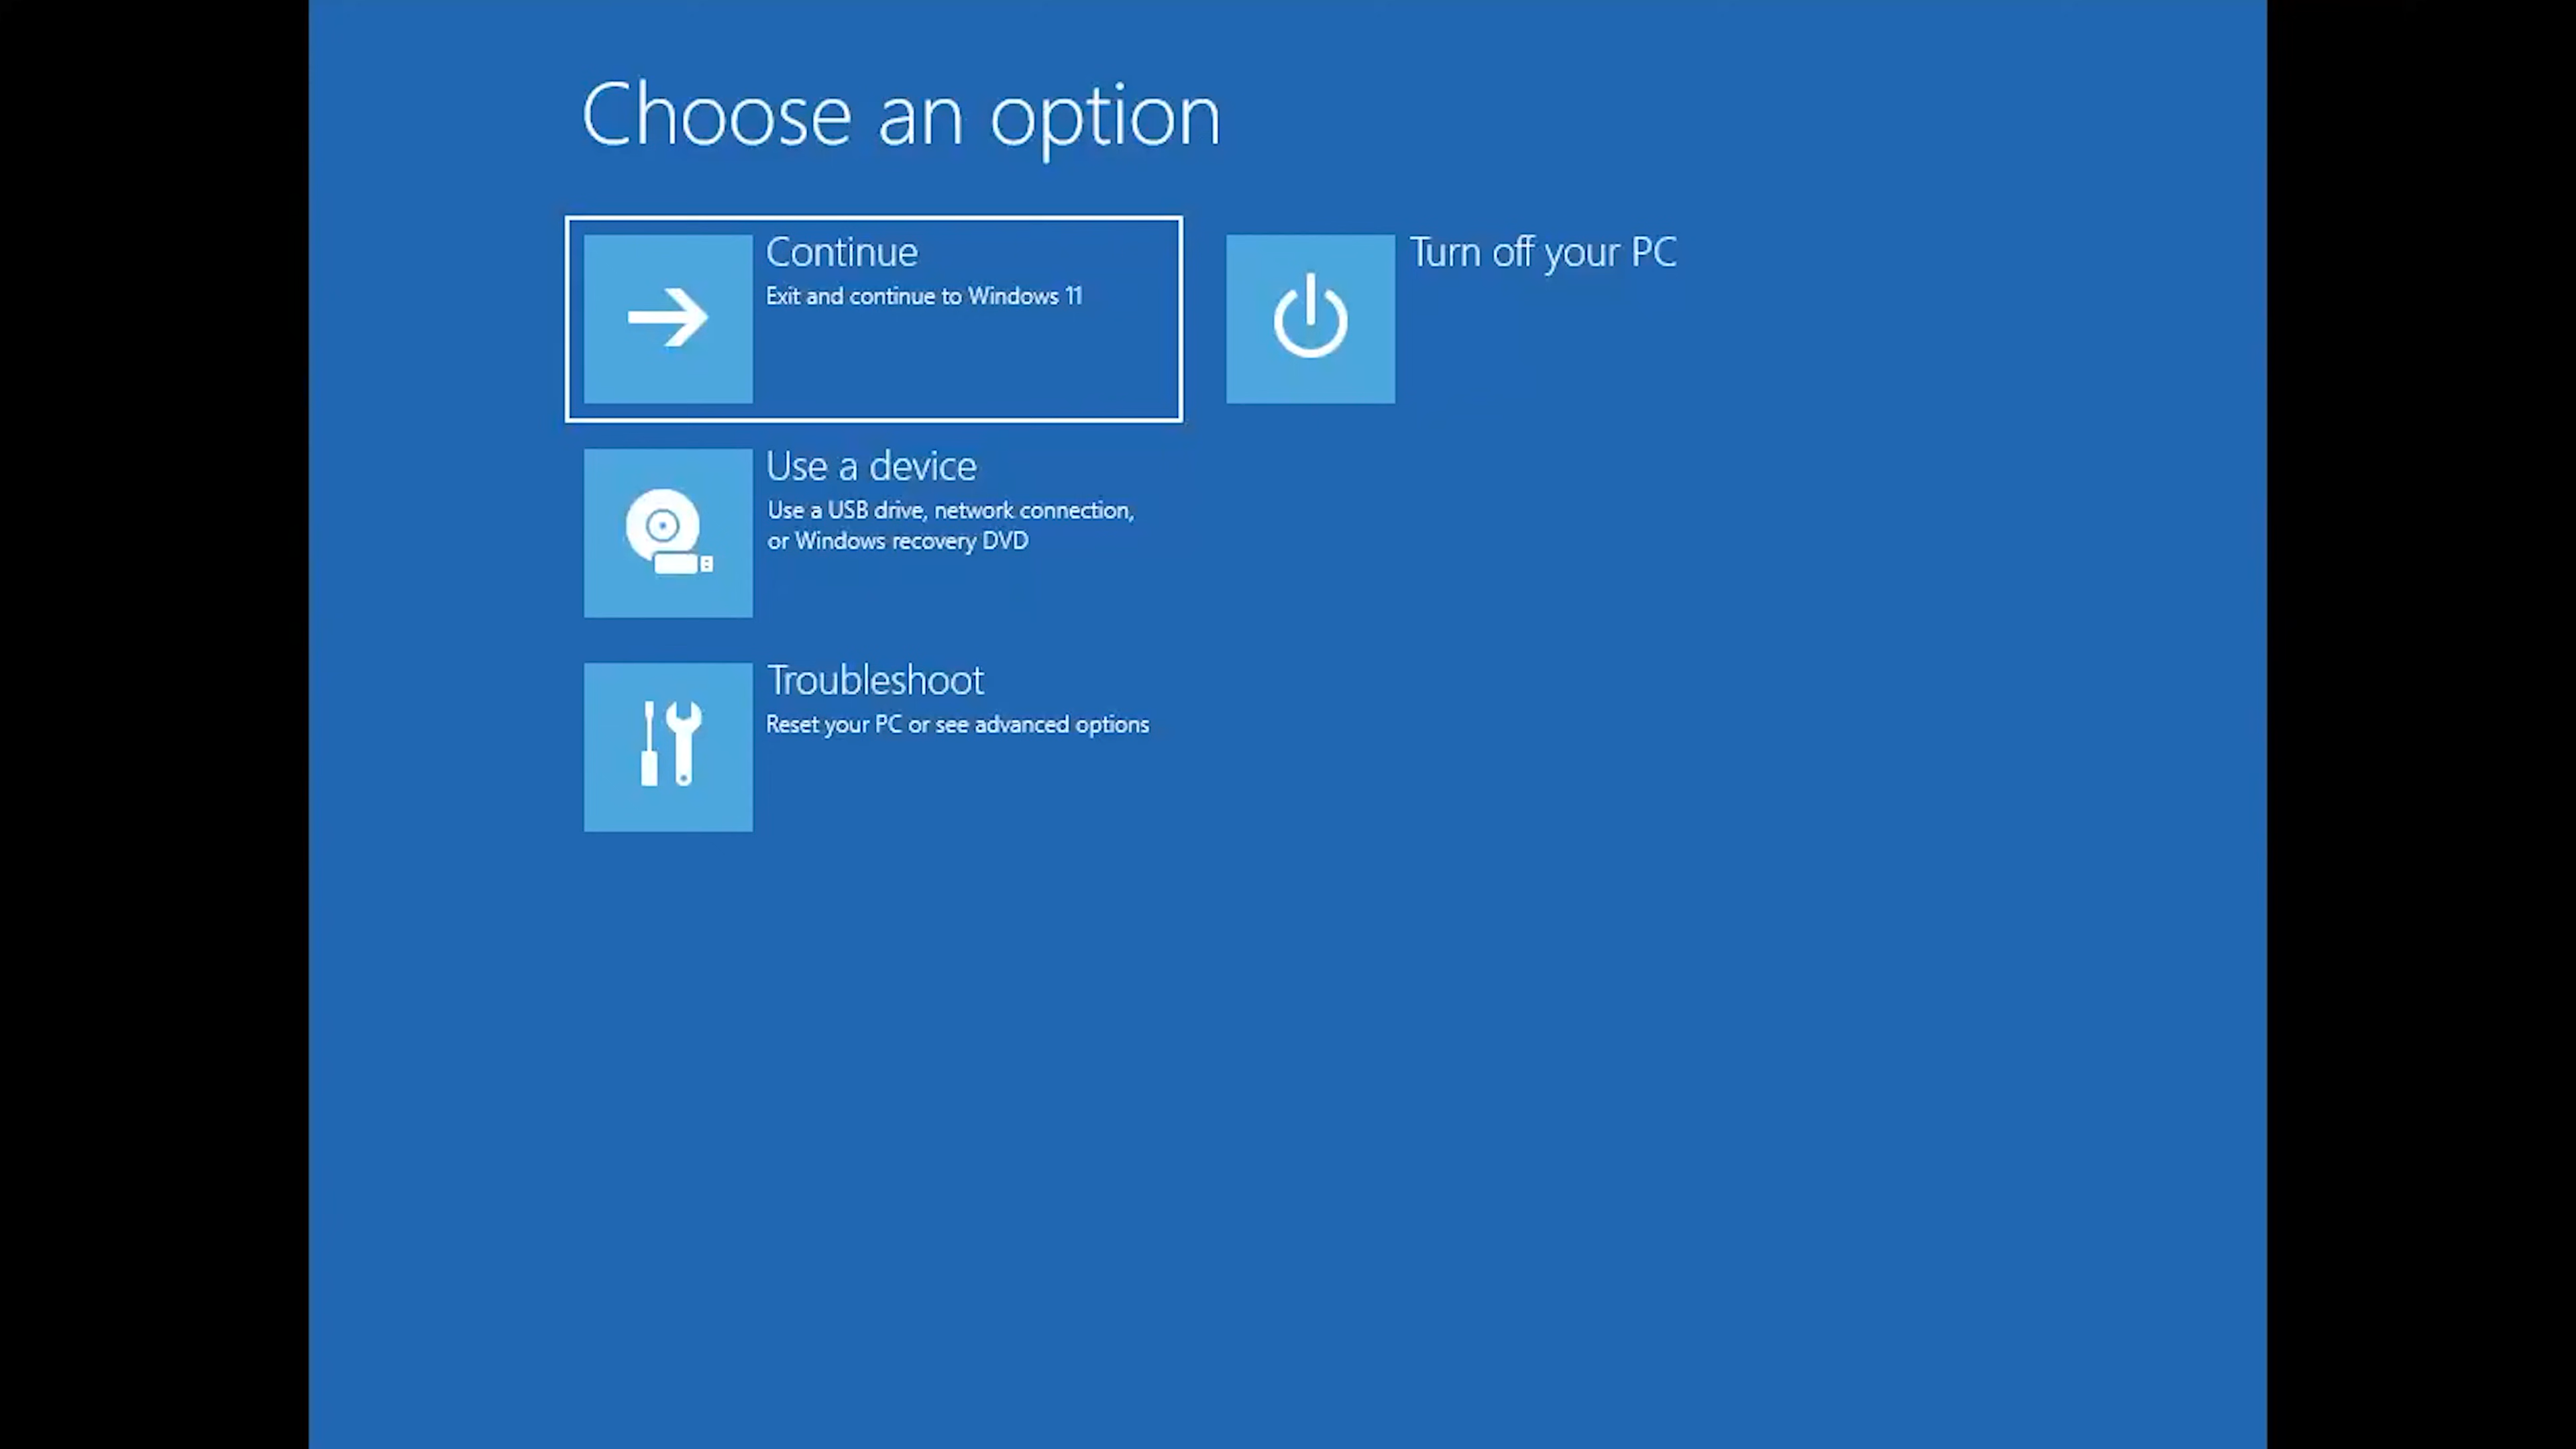 Choose an option
Continue
Exit and continue to Windows 11
Turn off your PC
Use a device
Use a USB drive, network connection,
or Windows recovery DVD
Troubleshoot
Reset your PC or see advanced options